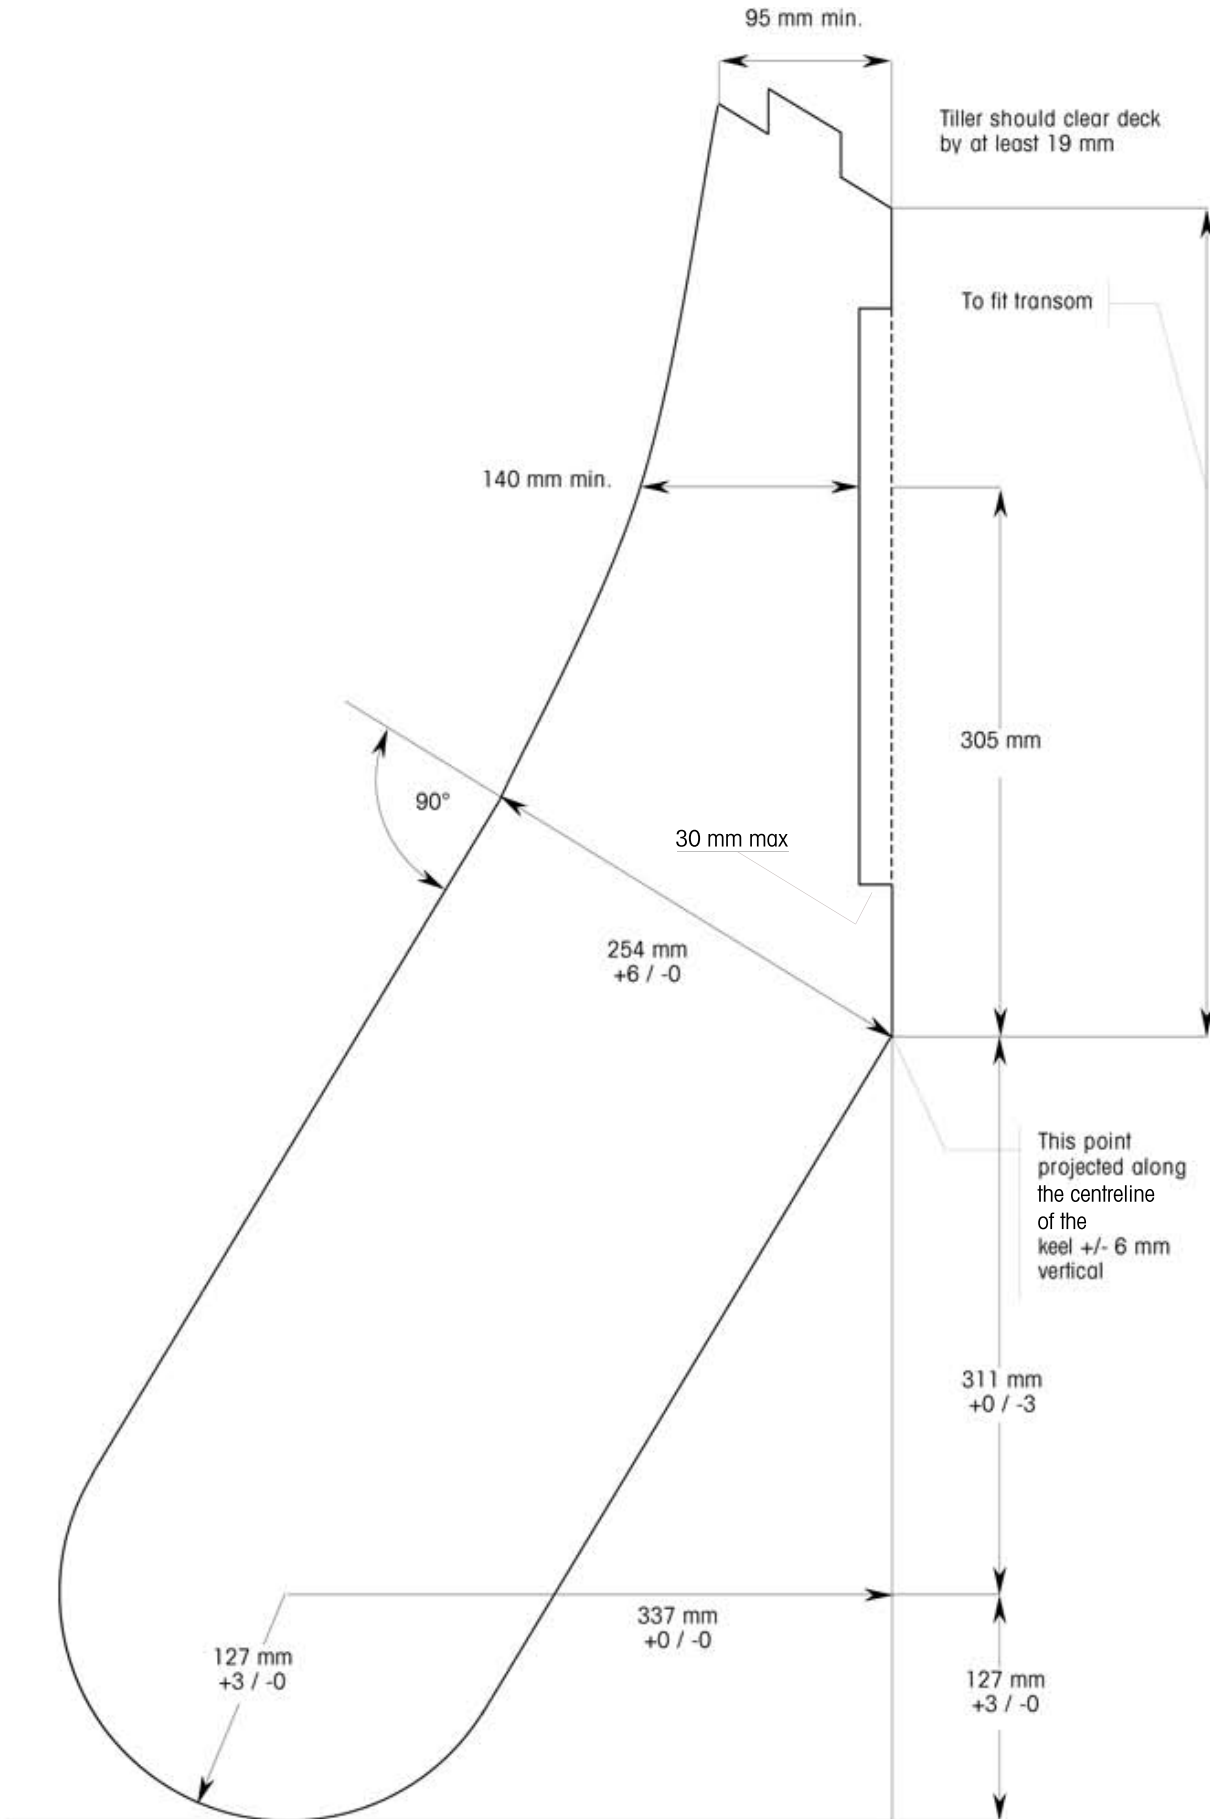 95 mm min.
Tiller should clear deck
by at least 19 mm
To fit transom
140 mm min.
305 mm
90°
30 mm max
254 mm
+6 / -0
This point
projected along
the centreline
of the
keel +/- 6 mm
vertical
311 mm
+0 / -3
337 mm
+0 / -0
127 mm
+3 / -0
127 mm
+3 / -0